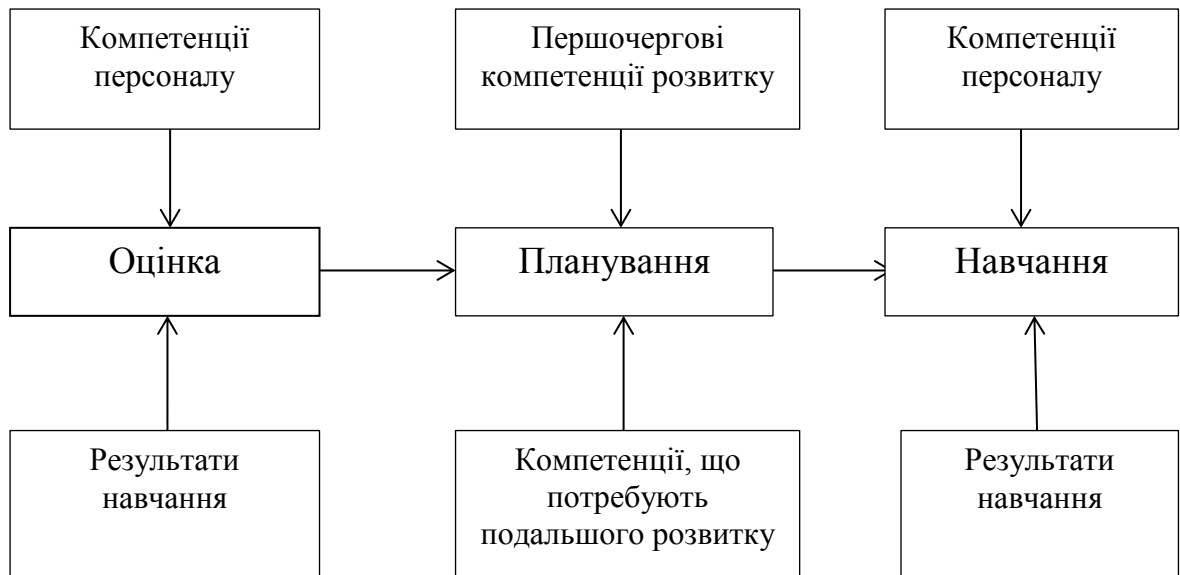 Компетенції
персоналу
Першочергові
компетенції розвитку
Компетенції
персоналу
Оцінка
Планування
Навчання
Результати
навчання
Компетенції, що
потребують
подальшого розвитку
Результати
навчання